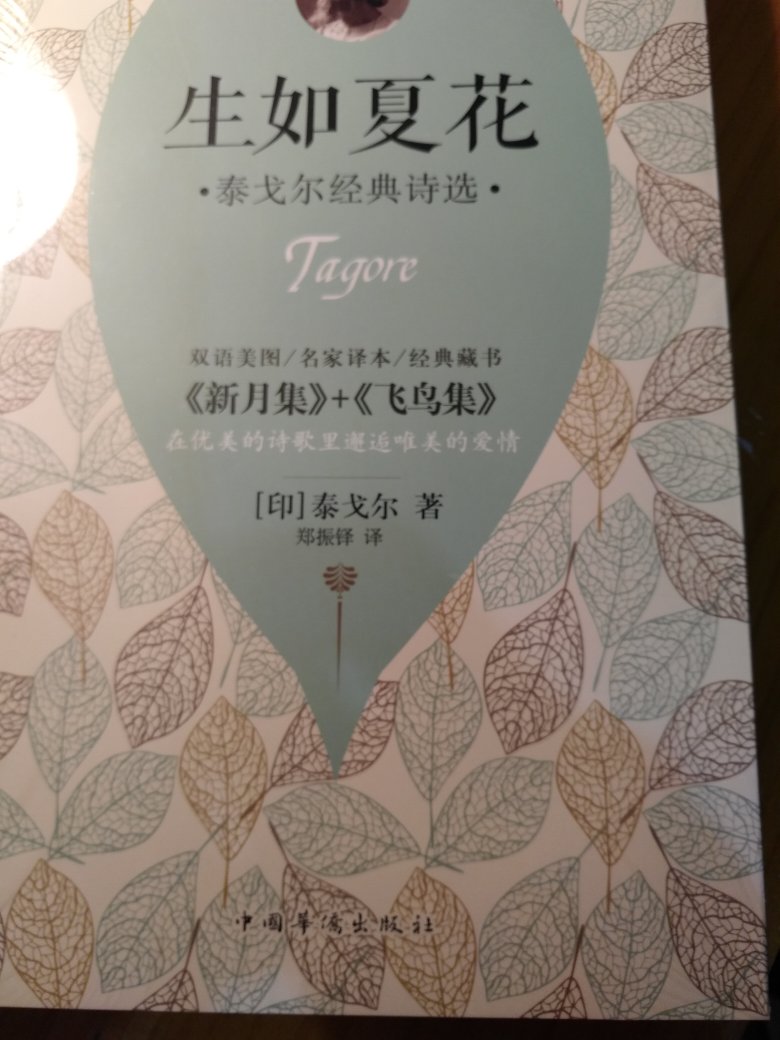 生如夏花
·泰戈尔经典诗选·
Tagore
双语美图/名家译本/经典藏书
《新月集》+《飞鸟集》
在优美的诗歌里邂逅唯美的爱情
[印]泰戈尔 著
郑振铎 译
中国华侨出版社